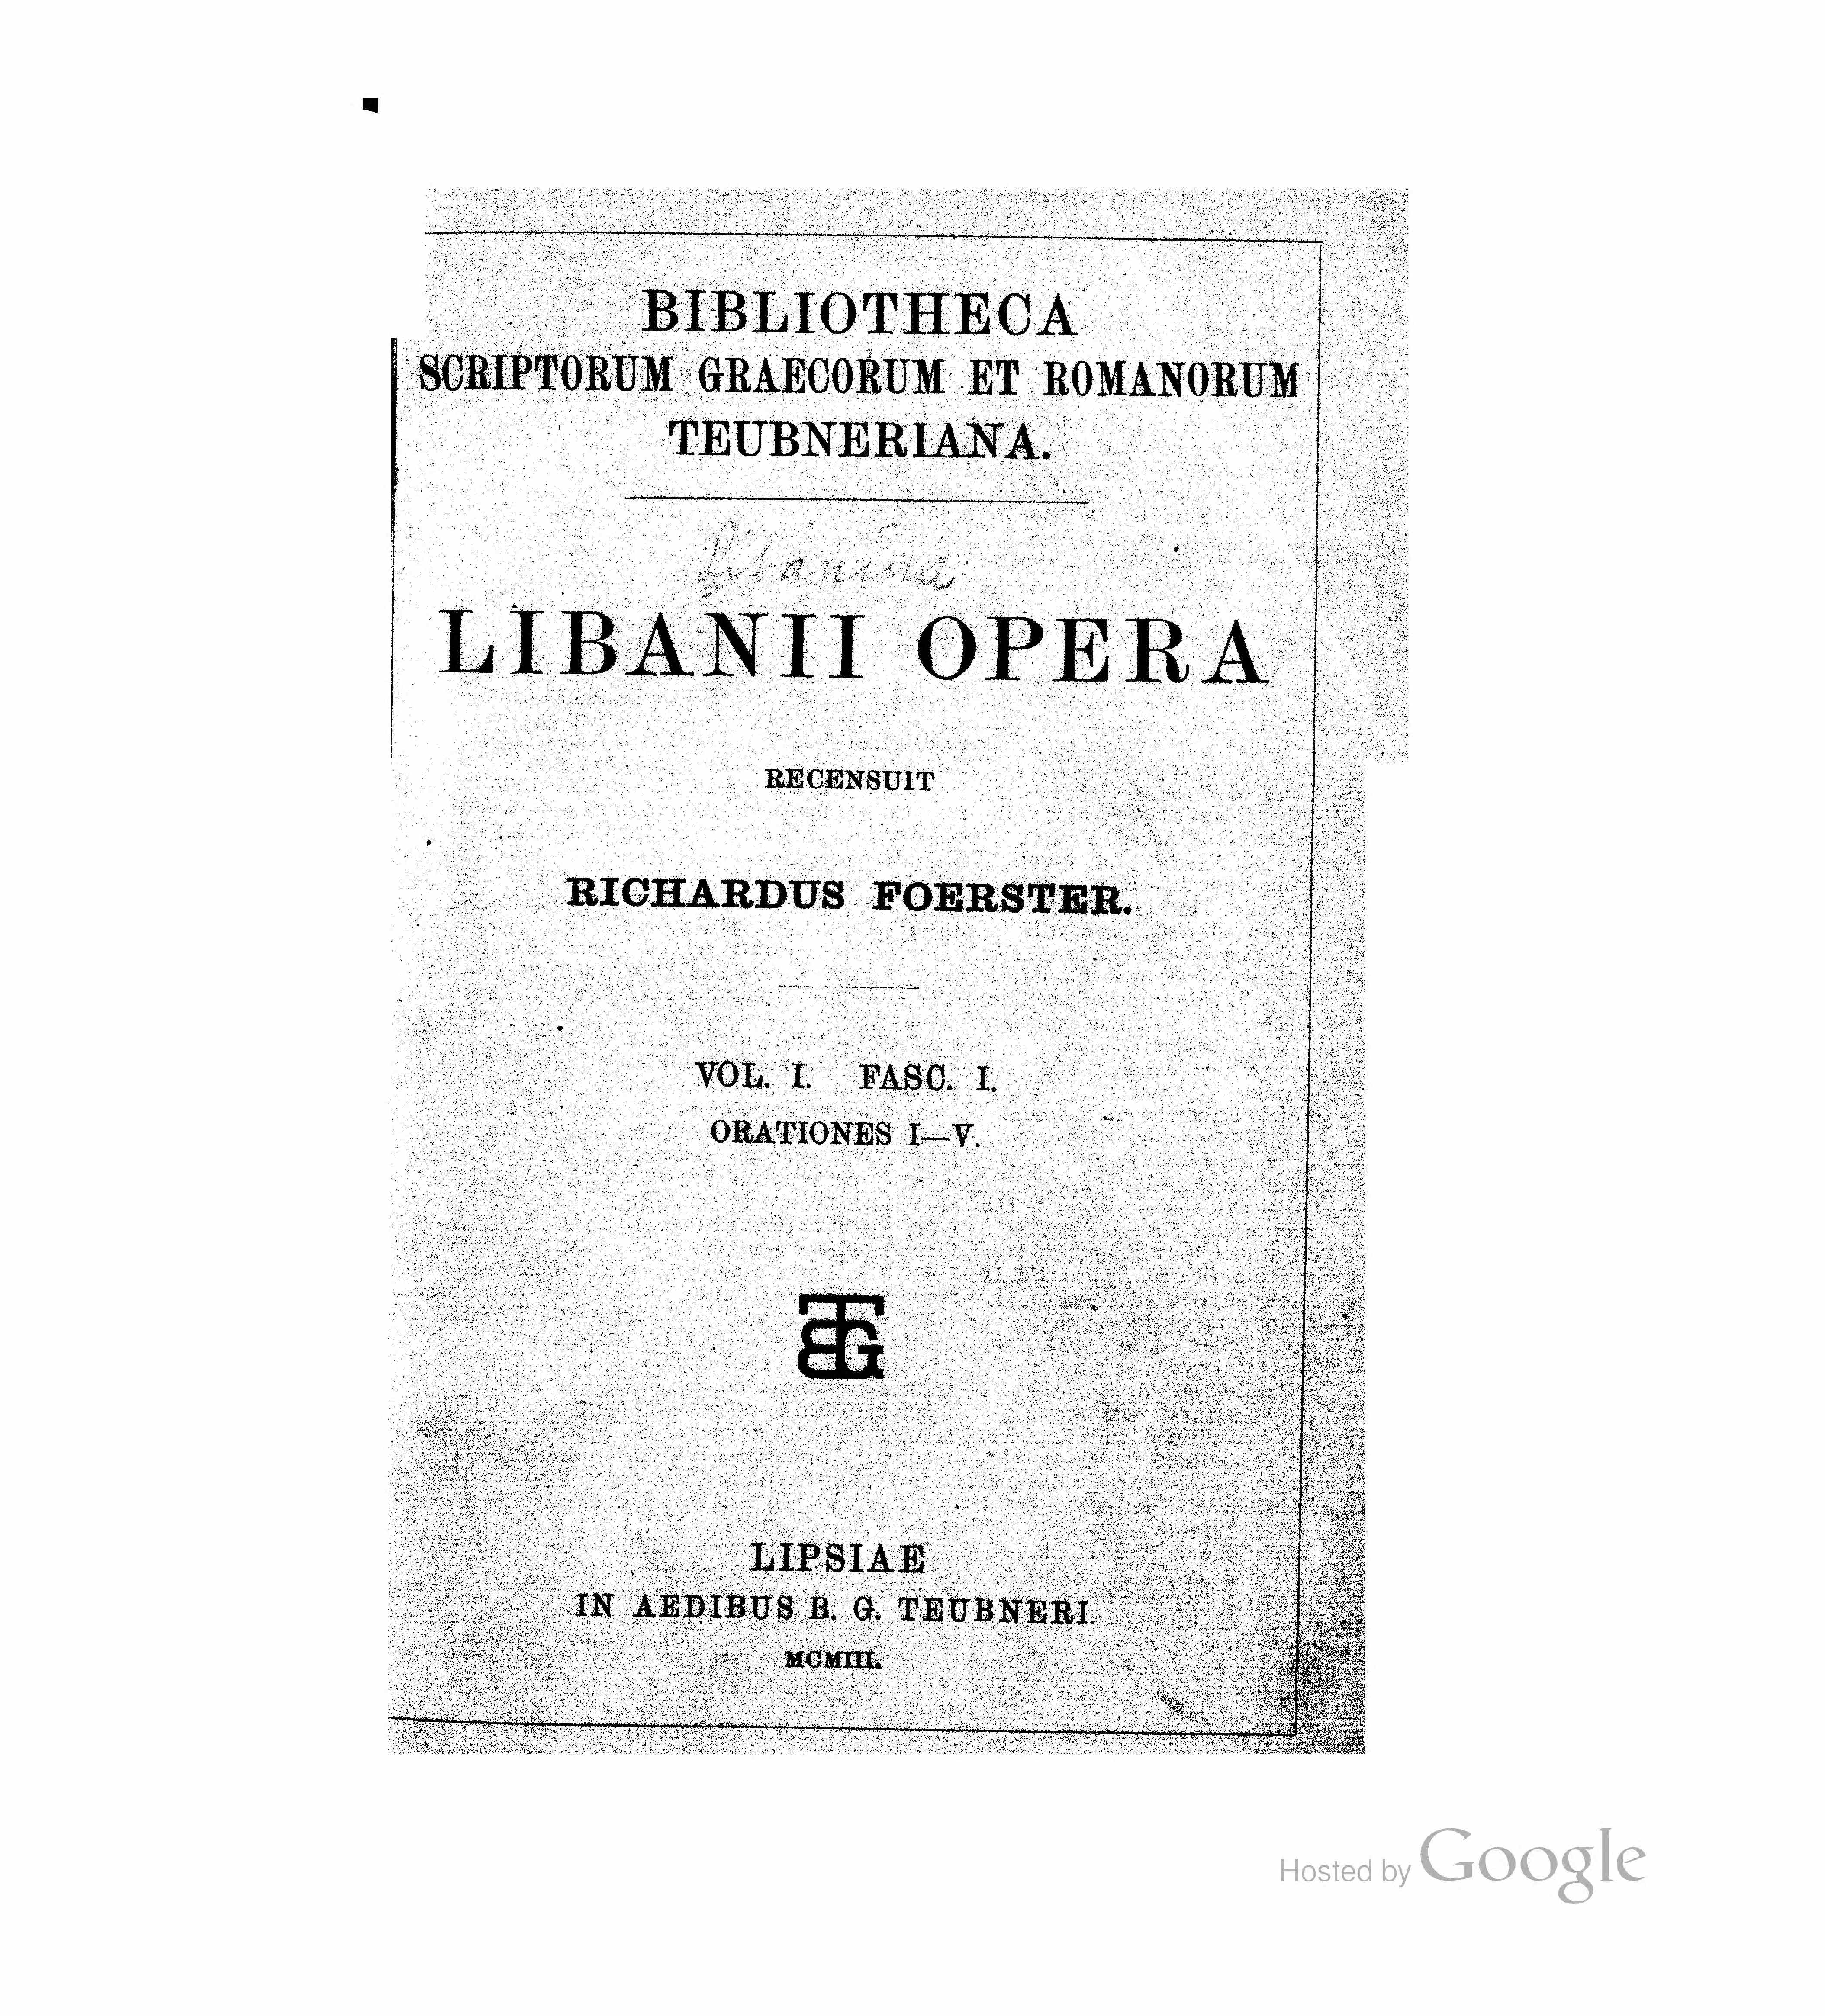 BIBLIOTHECA
SCRIPTORUM GRAECORUM ET ROMANORUM
TEUBNERIANA.
LIBANII OPERA
RECENSUIT
RICHARDUS FOERSTER.
VOL. I. FASC. I.
ORATIONES I—V.
BTG
LIPSIAE
IN AEDIBUS B. G. TEUBNERI.
MCMIII.
Hosted by Google